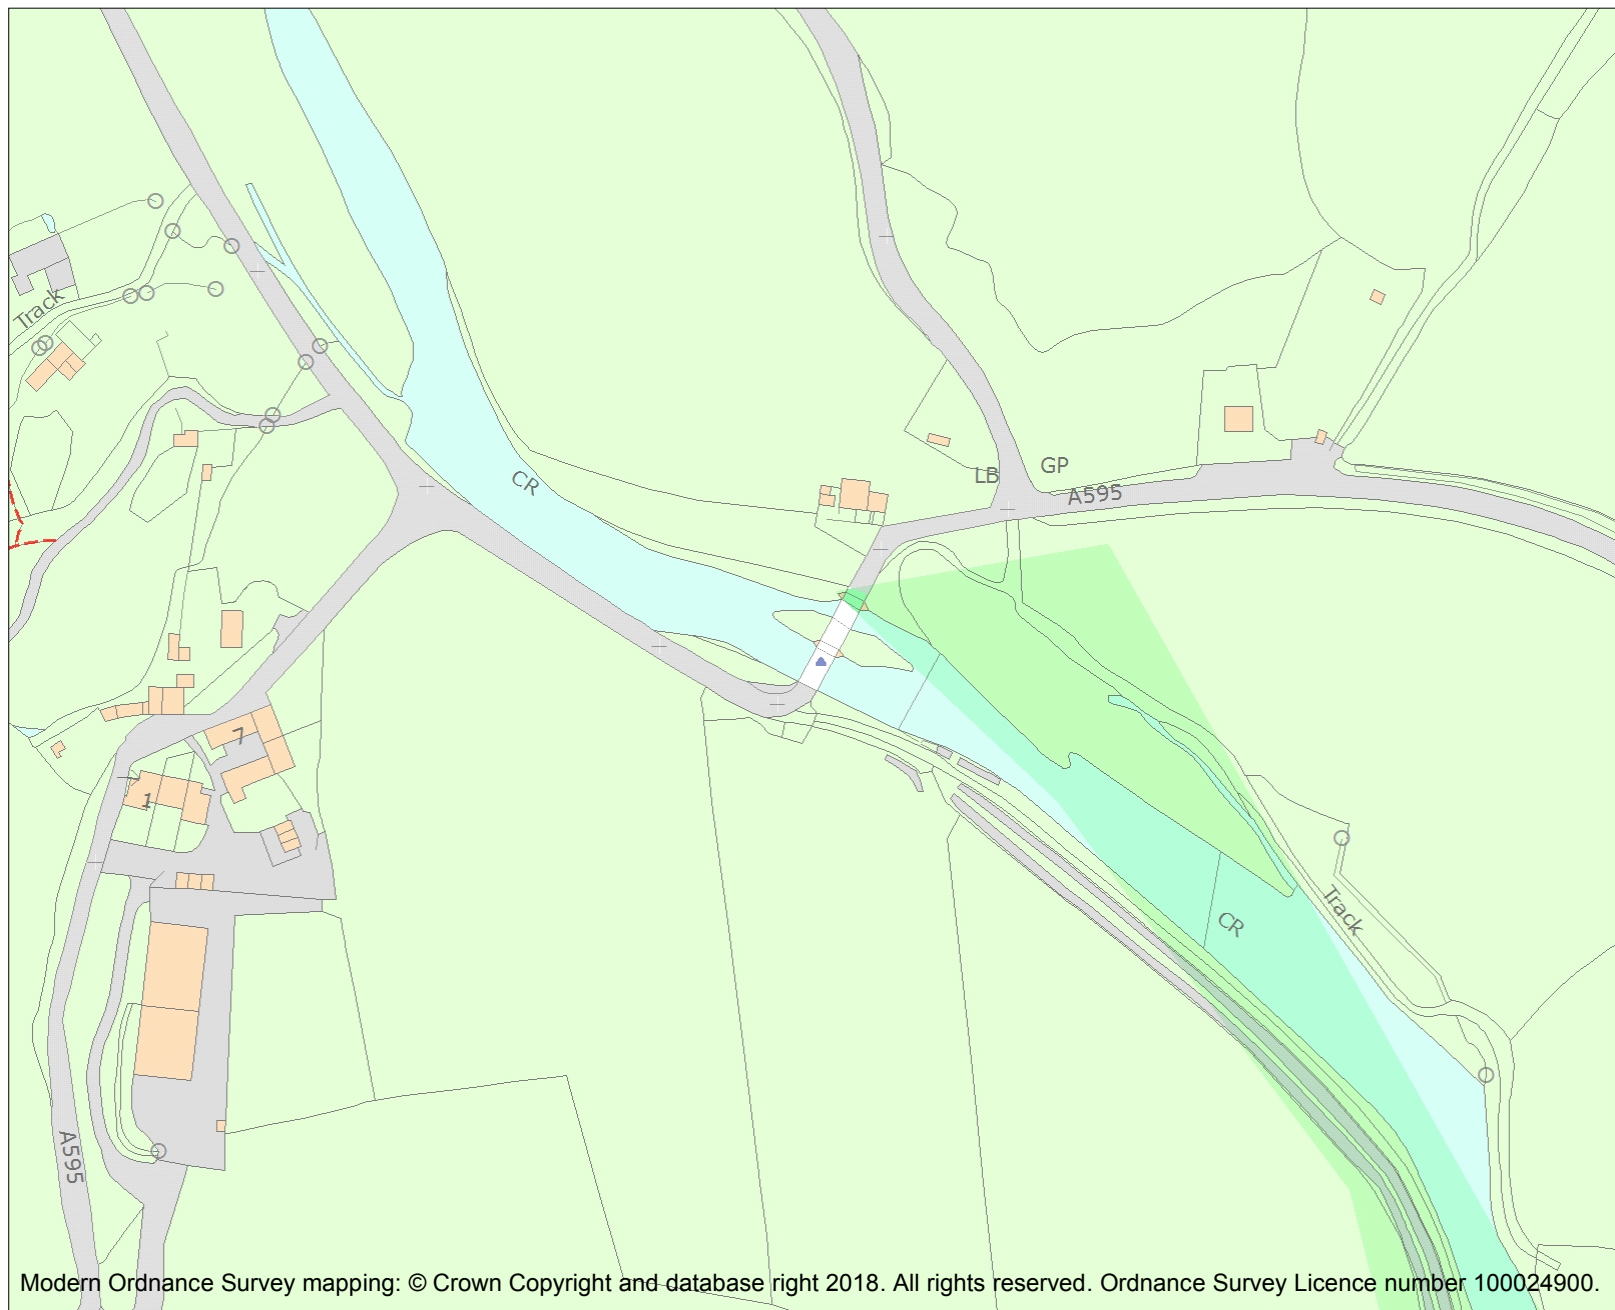 Track
CR
LB
GP
A595
7
1
Track
CR
A595
Modern Ordnance Survey mapping: © Crown Copyright and database right 2018. All rights reserved. Ordnance Survey Licence number 100024900.